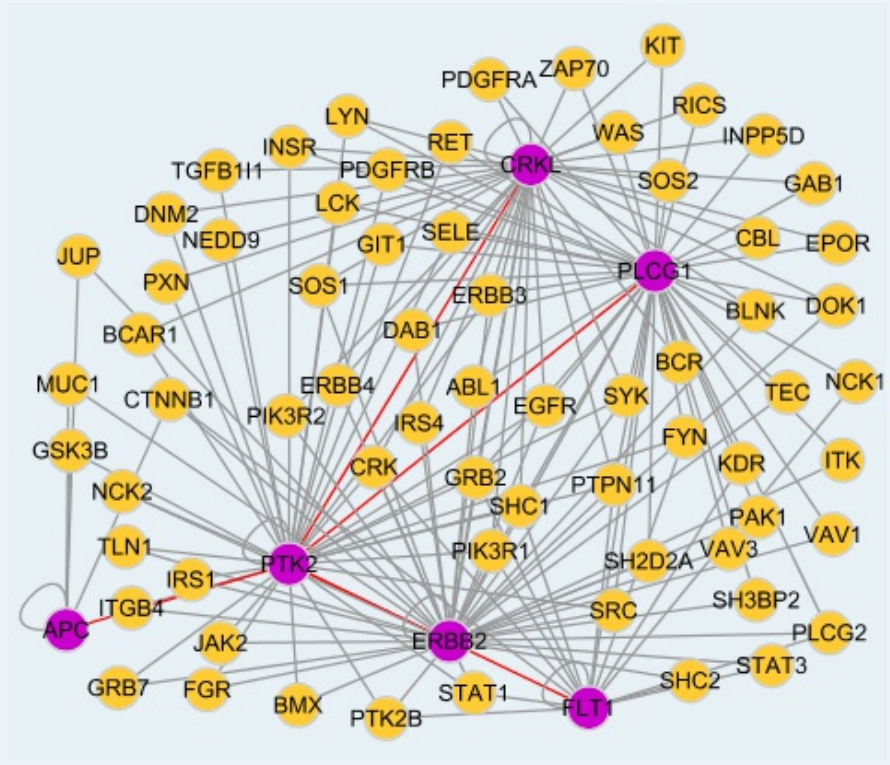 KIT
ZAP70
PDGFRA
RICS
LYN
WAS
INPP5D
RET
INSR
CRKL
TGFB1I1
PDGFRB
SOS2
GAB1
LCK
DNM2
NEDD9
GIT1
SELE
CBL
EPOR
JUP
PLCG1
PXN
SOS1
ERBB3
DOK1
BLNK
BCAR1
DAB1
BCR
MUC1
ERBB4
ABL1
NCK1
CTNNB1
SYK
TEC
EGFR
PIK3R2
IRS4
FYN
GSK3B
CRK
KDR
ITK
GRB2
PTPN11
NCK2
SHC1
PAK1
TLN1
PIK3R1
VAV1
VAV3
PTK2
SH2D2A
IRS1
SH3BP2
ITGB4
SRC
APC
PLCG2
JAK2
ERBB2
STAT3
SHC2
GRB7
FGR
STAT1
BMX
FLT1
PTK2B